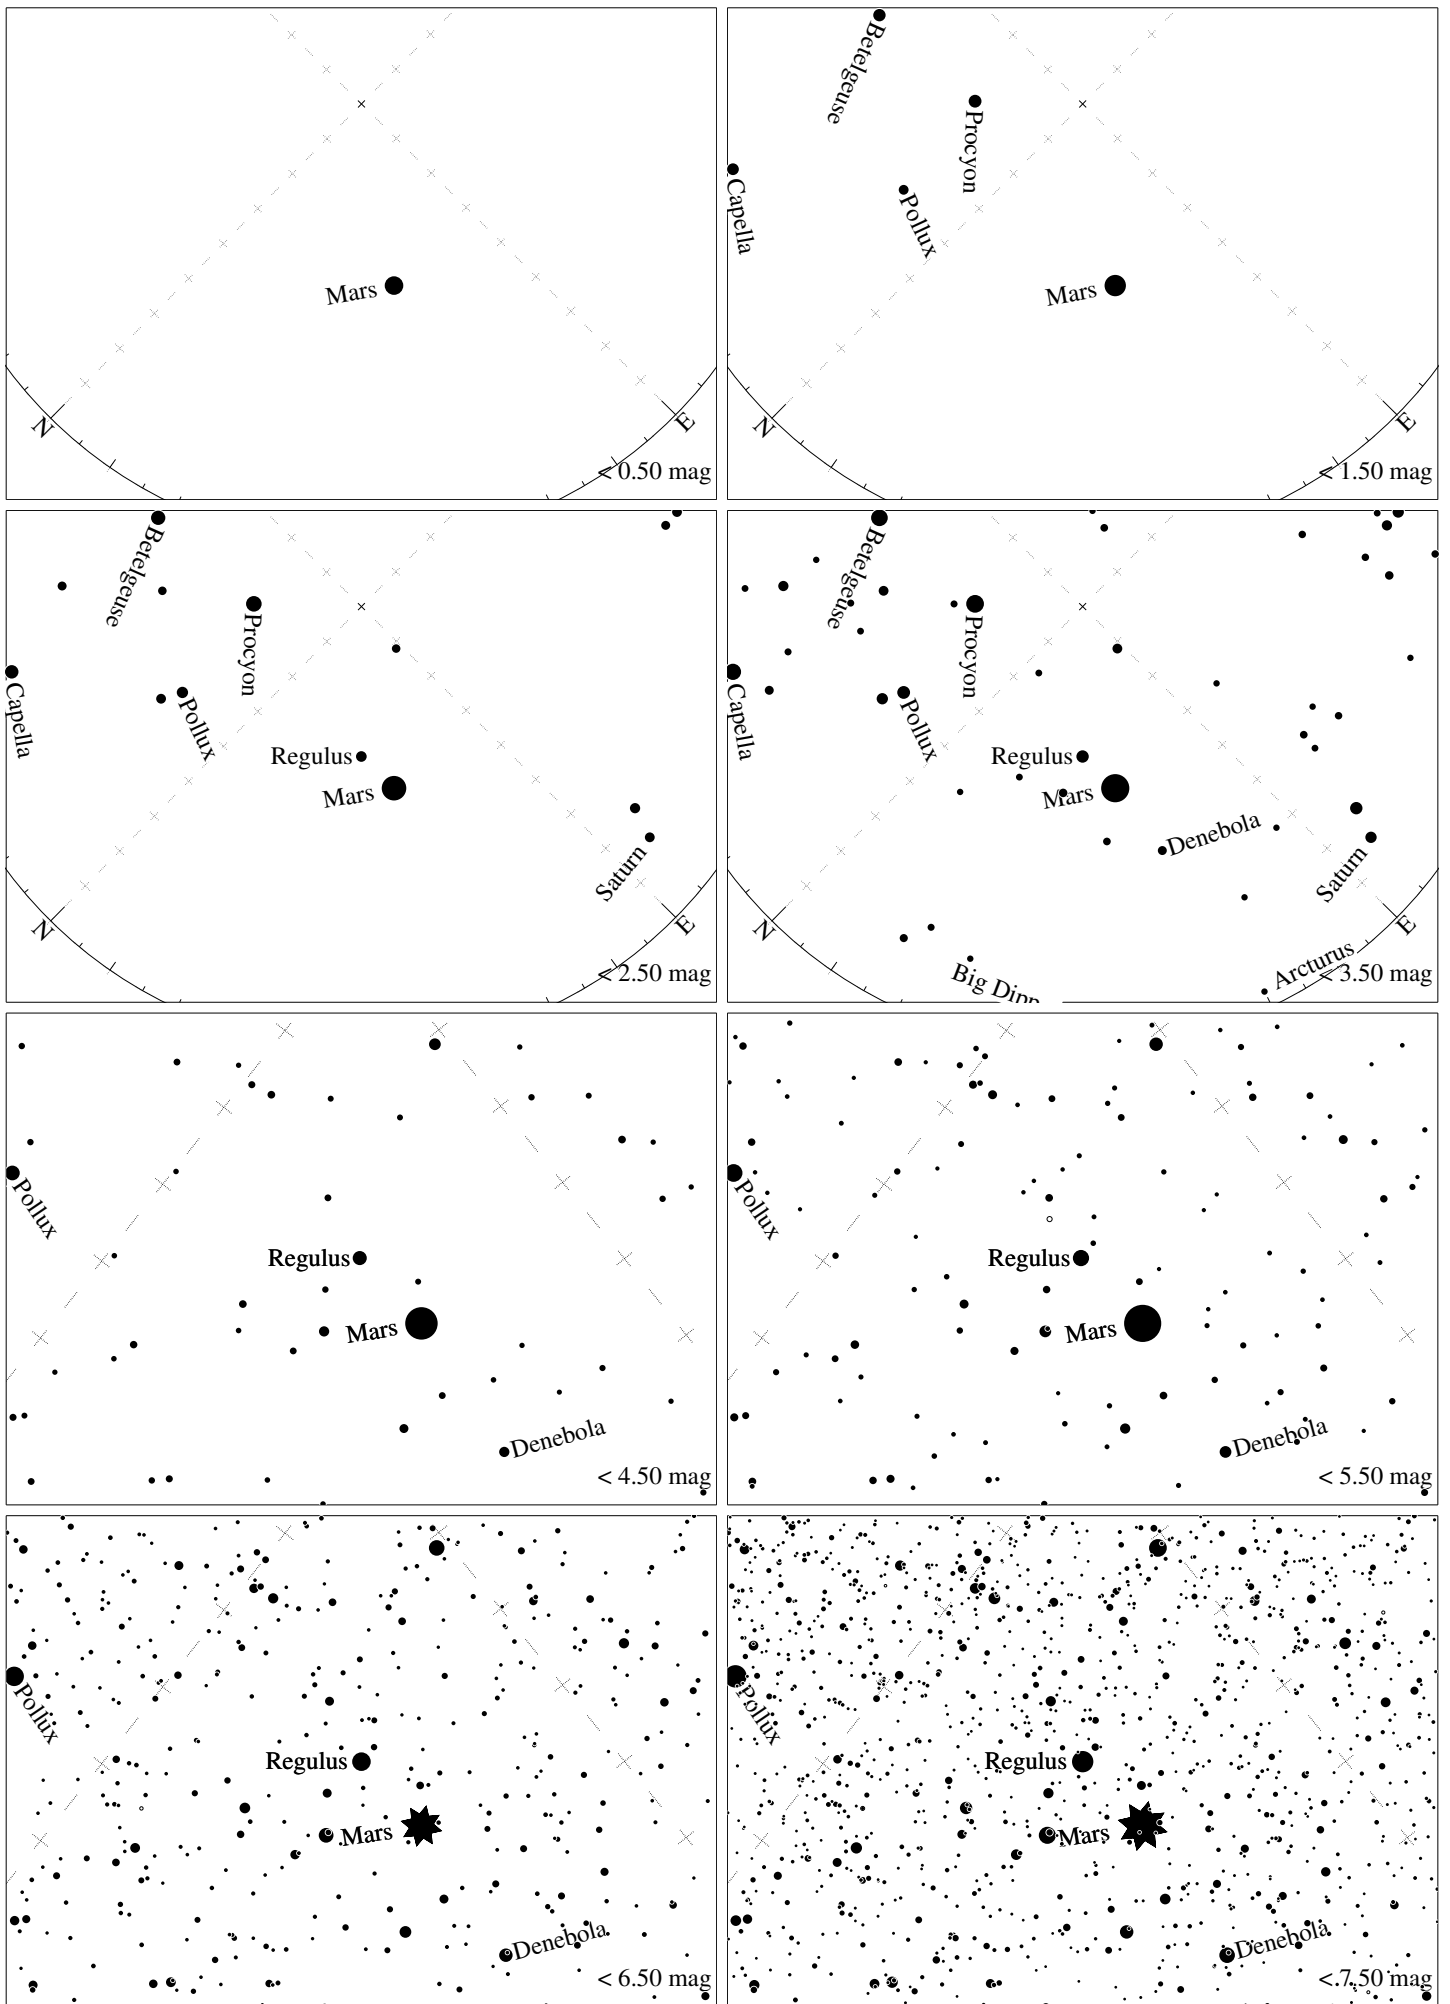 Mars
N
E
< 0.50 mag
Betelgeuse
Procyon
Capella
Pollux
Mars
N
E
< 1.50 mag
Betelgeuse
Procyon
Capella
Pollux
Regulus
Mars
Saturn
N
E
< 2.50 mag
Betelgeuse
Procyon
Capella
Pollux
Regulus
Mars
Denebola
Saturn
N
E
Arcturus
Big Dipp
< 3.50 mag
Pollux
Regulus
Mars
Denebola
< 4.50 mag
Pollux
Regulus
Mars
Denebola
< 5.50 mag
Pollux
Regulus
Mars
Denebola
< 6.50 mag
Pollux
Regulus
Mars
Denebola
< 7.50 mag